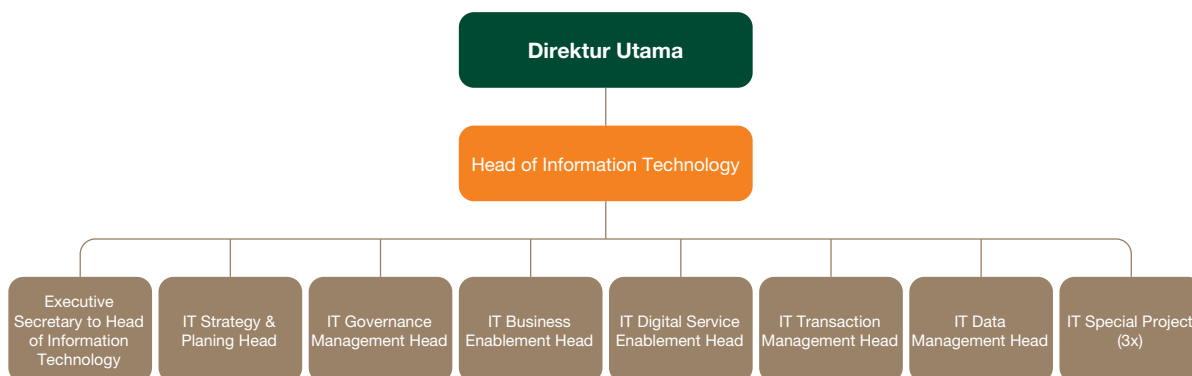 Direktur Utama
Head of Information Technology
Executive
Secretary to Head
of Information
Technology
IT Strategy &
Planing Head
IT Governance
Management Head
IT Business
Enablement Head
IT Digital Service
Enablement Head
IT Transaction
Management Head
IT Data
Management Head
IT Special Project
(3x)